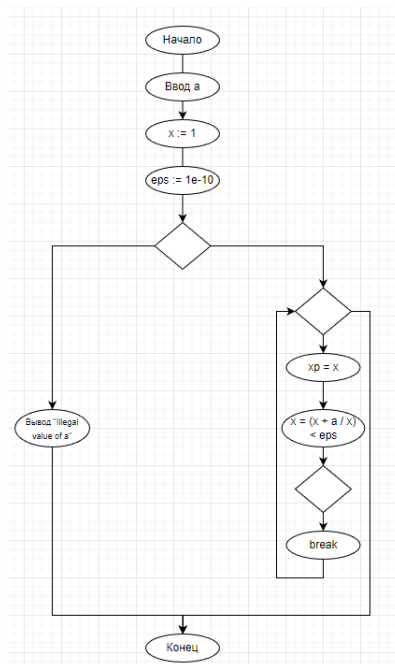 Начало
Ввод a
x := 1
eps := 1e-10
xp = x
Вывод "Illegal
value of a"
x = (x + a / x)
< eps
break
Конец